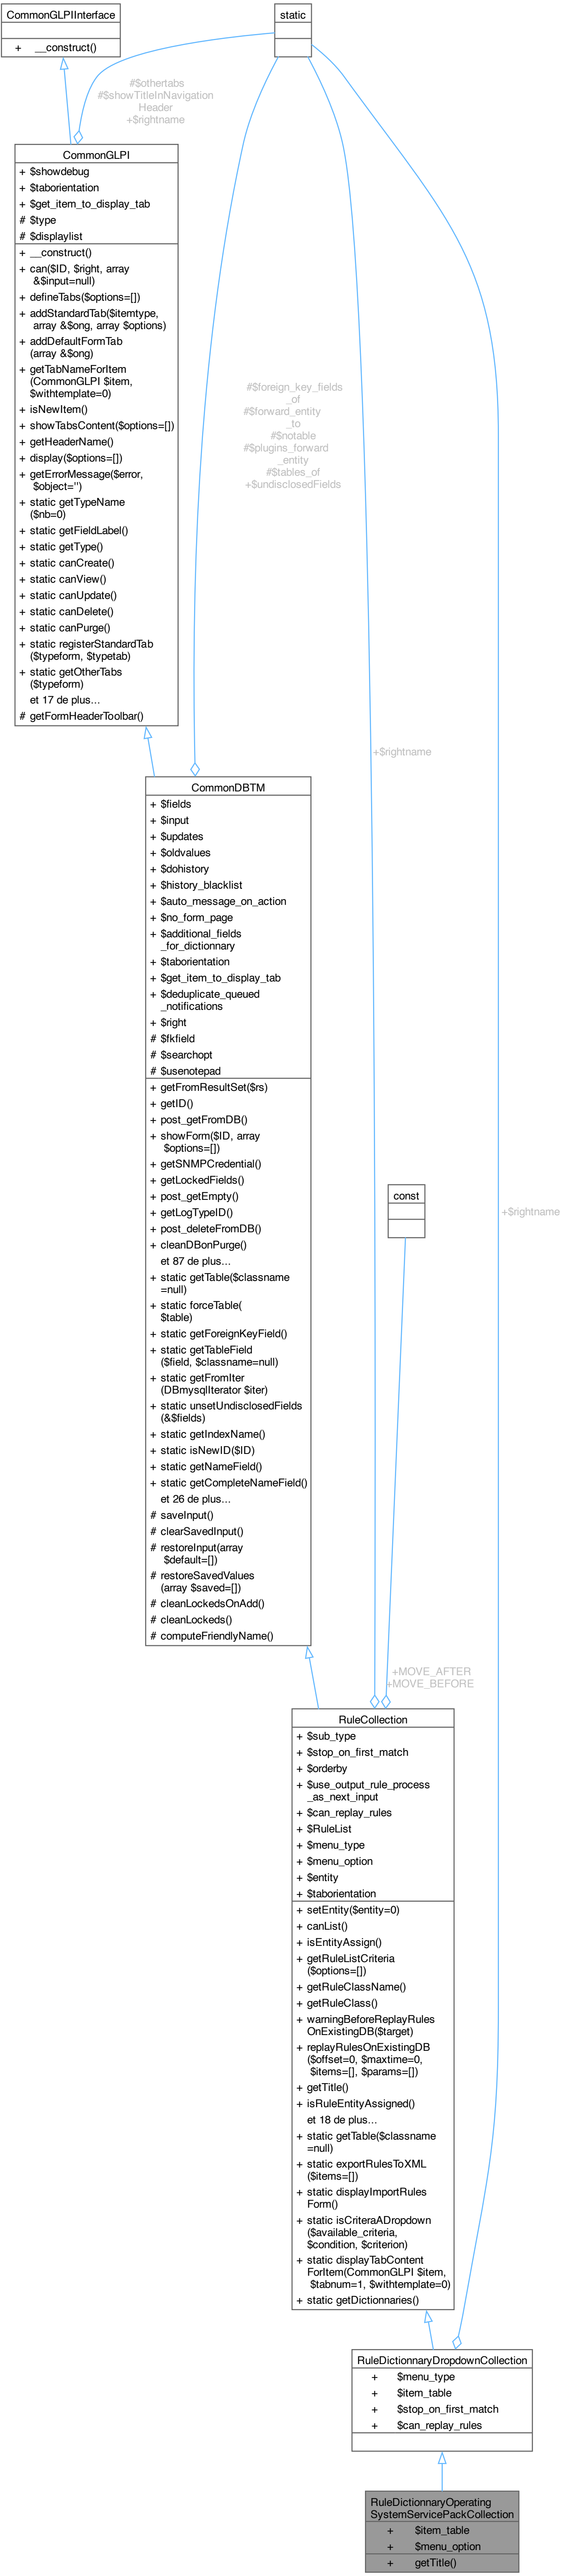 CommonGLPIInterface
+ __construct()
static
#$othertabs
#$showTitleInNavigation
Header
+$rightname
CommonGLPI
+ $showdebug
+ $taborientation
+ $get_item_to_display_tab
# $type
# $displaylist
+ __construct()
+ can($ID, $right, array
&$input=null)
+ defineTabs($options=[])
+ addStandardTab($itemtype,
array &$ong, array $options)
+ addDefaultFormTab
(array &$ong)
+ getTabNameForItem
(CommonGLPI $item,
$withtemplate=0)
+ isNewItem()
+ showTabsContent($options=[])
+ getHeaderName()
+ display($options=[])
+ getErrorMessage($error,
$object='')
+ static getTypeName
($nb=0)
+ static getFieldLabel()
+ static getType()
+ static canCreate()
+ static canView()
+ static canUpdate()
+ static canDelete()
+ static canPurge()
+ static registerStandardTab
($typeform, $typetab)
+ static getOtherTabs
($typeform)
et 17 de plus...
# getFormHeaderToolbar()
#$foreign_key_fields
_of
#$forward_entity
_to
#$notable
#$plugins_forward
_entity
#$tables_of
+$undisclosedFields
+$rightname
CommonDBTM
+ $fields
+ $input
+ $updates
+ $oldvalues
+ $dohistory
+ $history_blacklist
+ $auto_message_on_action
+ $no_form_page
+ $additional_fields
_for_dictionnary
+ $taborientation
+ $get_item_to_display_tab
+ $deduplicate_queued
_notifications
+ $right
# $fkfield
# $searchopt
# $usenotepad
+ getFromResultSet($rs)
+ getID()
+ post_getFromDB()
+ showForm($ID, array
$options=[])
+ getSNMPCredential()
+ getLockedFields()
+ post_getEmpty()
+ getLogTypeID()
+ post_deleteFromDB()
+ cleanDBonPurge()
et 87 de plus...
+ static getTable($classname
=null)
+ static forceTable(
$table)
+ static getForeignKeyField()
+ static getTableField
($field, $classname=null)
+ static getFromIter
(DBmysqlIterator $iter)
+ static unsetUndisclosedFields
(&$fields)
+ static getIndexName()
+ static isNewID($ID)
+ static getNameField()
+ static getCompleteNameField()
et 26 de plus...
# saveInput()
# clearSavedInput()
# restoreInput(array
$default=[])
# restoreSavedValues
(array $saved=[])
# cleanLockedsOnAdd()
# cleanLockeds()
# computeFriendlyName()
const
+$rightname
+MOVE_AFTER
+MOVE_BEFORE
RuleCollection
+ $sub_type
+ $stop_on_first_match
+ $orderby
+ $use_output_rule_process
_as_next_input
+ $can_replay_rules
+ $RuleList
+ $menu_type
+ $menu_option
+ $entity
+ $taborientation
+ setEntity($entity=0)
+ canList()
+ isEntityAssign()
+ getRuleListCriteria
($options=[])
+ getRuleClassName()
+ getRuleClass()
+ warningBeforeReplayRules
OnExistingDB($target)
+ replayRulesOnExistingDB
($offset=0, $maxtime=0,
$items=[], $params=[])
+ getTitle()
+ isRuleEntityAssigned()
et 18 de plus...
+ static getTable($classname
=null)
+ static exportRulesToXML
($items=[])
+ static displayImportRules
Form()
+ static isCriteraADropdown
($available_criteria,
$condition, $criterion)
+ static displayTabContent
ForItem(CommonGLPI $item,
$tabnum=1, $withtemplate=0)
+ static getDictionnaries()
RuleDictionnaryDropdownCollection
+ $menu_type
+ $item_table
+ $stop_on_first_match
+ $can_replay_rules
RuleDictionnaryOperating
SystemServicePackCollection
+ $item_table
+ $menu_option
+ getTitle()